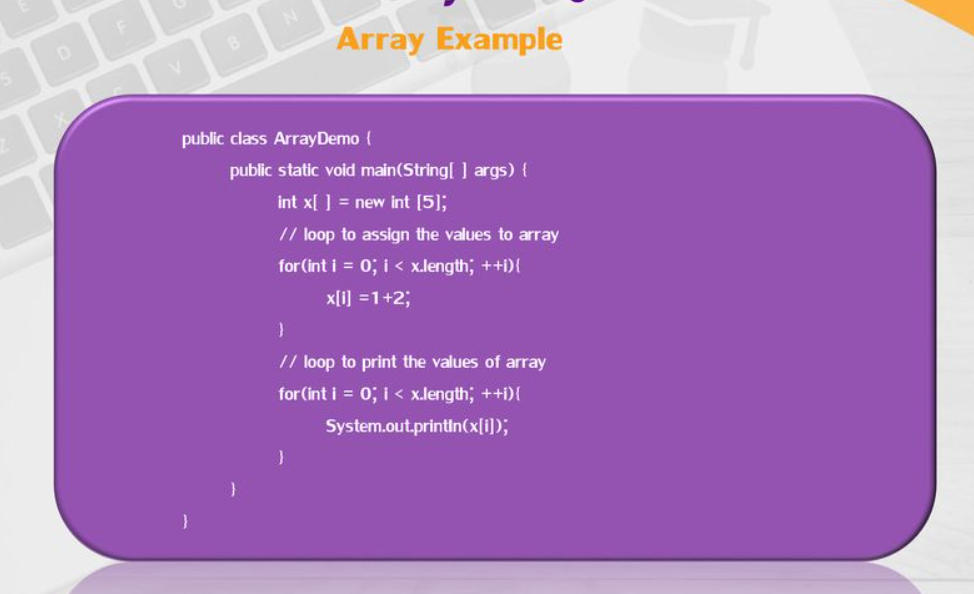 Array Example
public class ArrayDemo {
public static void main(String[ ] args) {
int x[ ] = new int [5];
// loop to assign the values to array
for(int i = 0; i < x.length; ++i){
x[i] =1+2;
}
// loop to print the values of array
for(int i = 0; i < x.length; ++i){
System.out.println(x[i]);
}
}
}